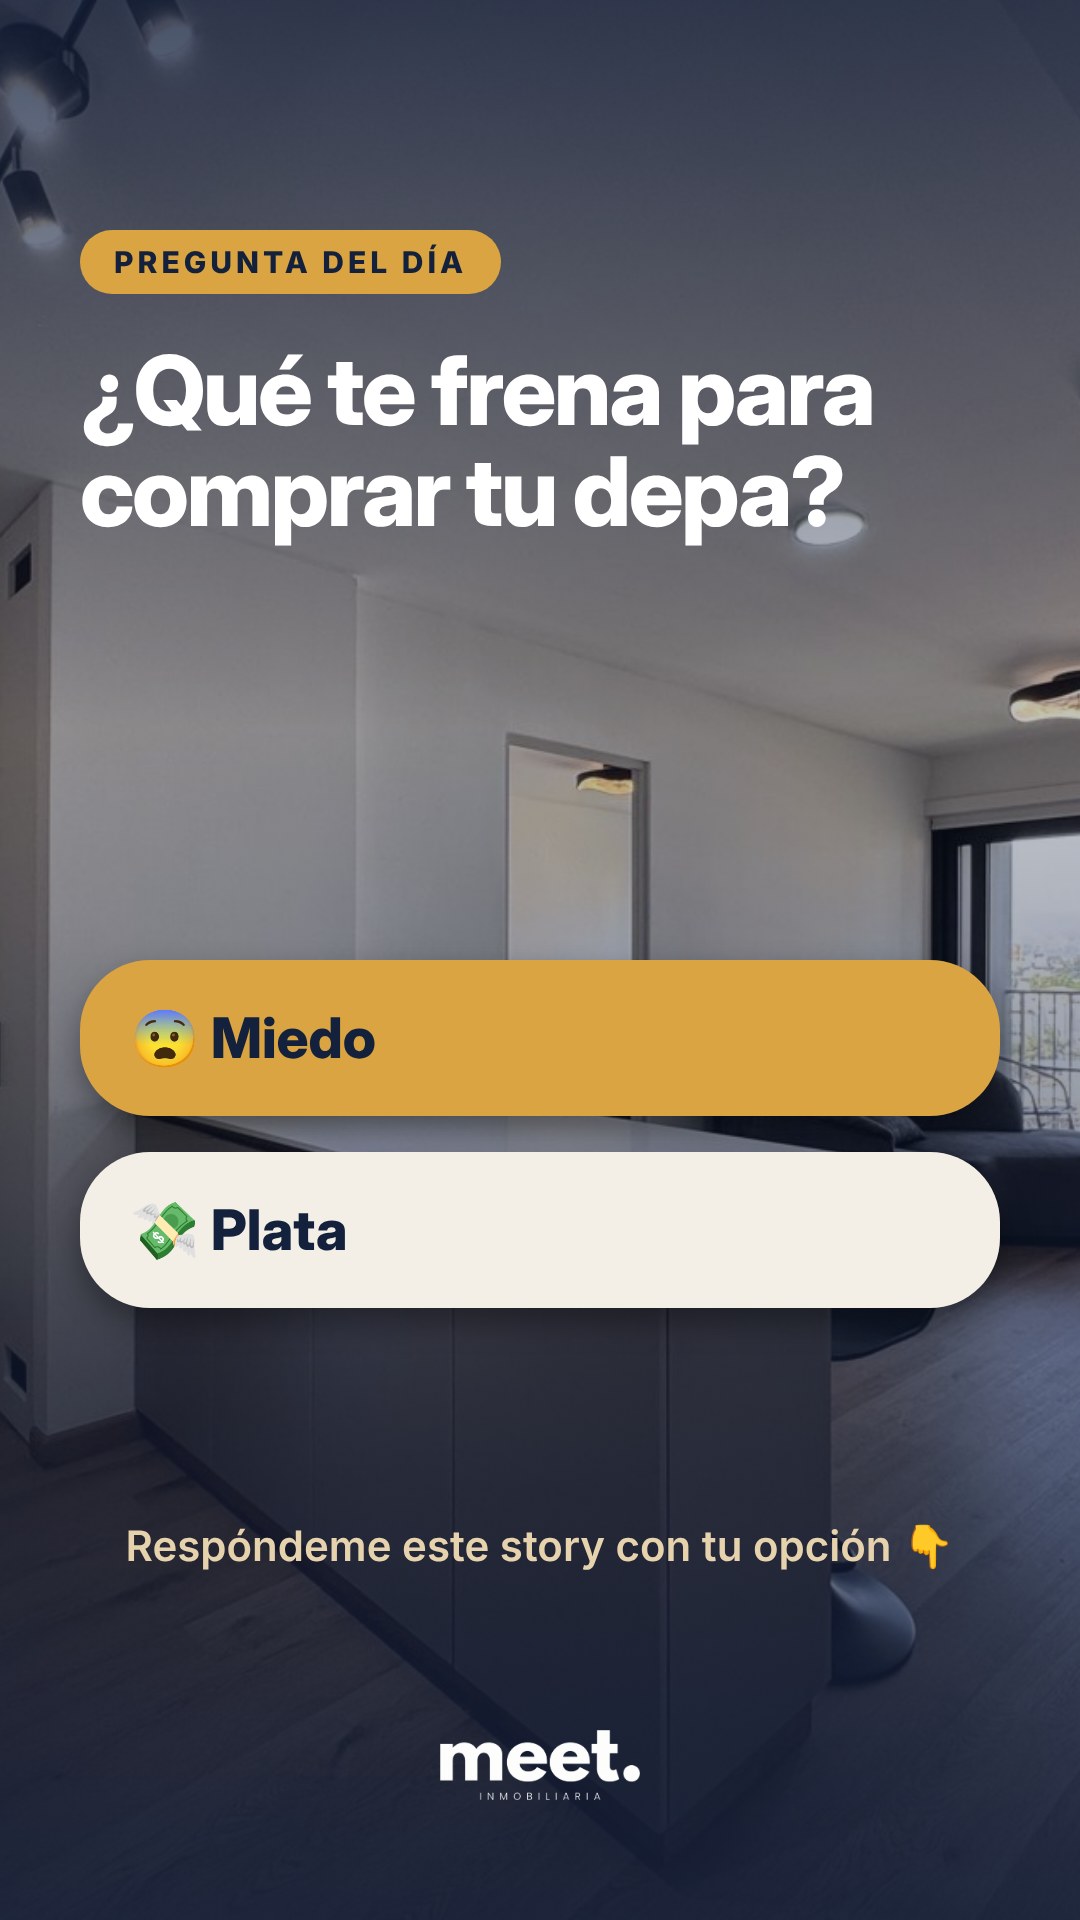 PREGUNTA DEL DÍA
¿Qué te frena para
comprar tu depa?
😨 Miedo
💸 Plata
Respóndeme este story con tu opción 👇
meet.
INMOBILIARIA